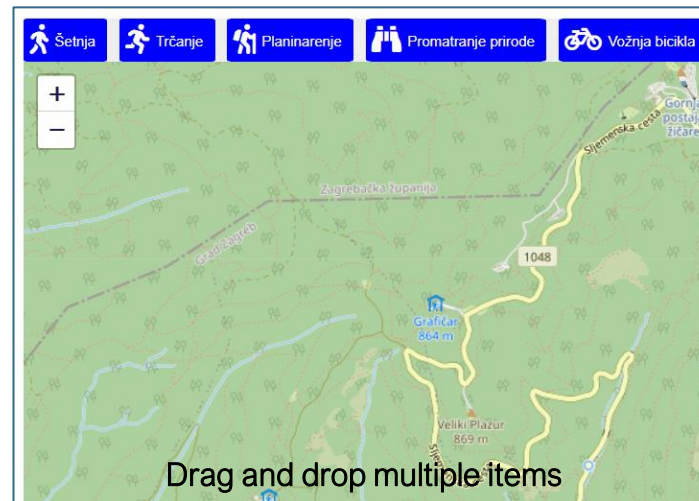 Šetnja
Trčanje
Planinarenje
Promatranje prirode
Vožnja bicikla
+
−
Gornja
postaja
žičare
Sljemenska cesta
Zagrebačka županija
Grad Zagreb
1048
Grafičar
864 m
Veliki Plazur
869 m
Drag and drop multiple items